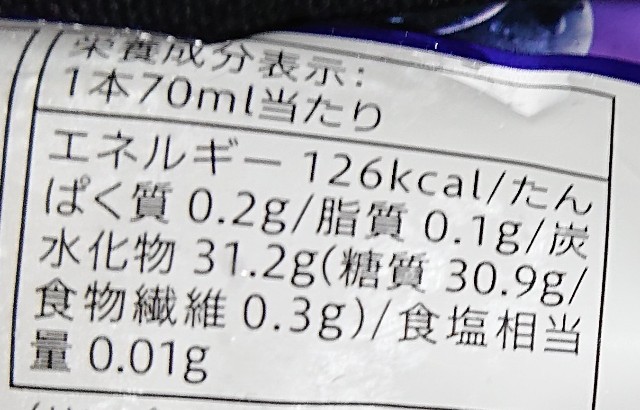 栄養成分表示:
1本70ml当たり
エネルギー 126kcal/たん
ぱく質 0.2g/脂質 0.1g/炭
水化物 31.2g(糖質 30.9g/
食物繊維 0.3g)/食塩相当
量 0.01g